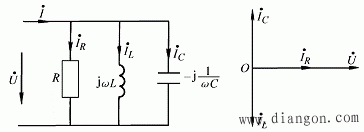 İ
İ_R
İ_L
İ_C
U̇
R
jωL
-j 1/ωC
İ_C
O
İ_R
U̇
İ_L
www.diangon.com